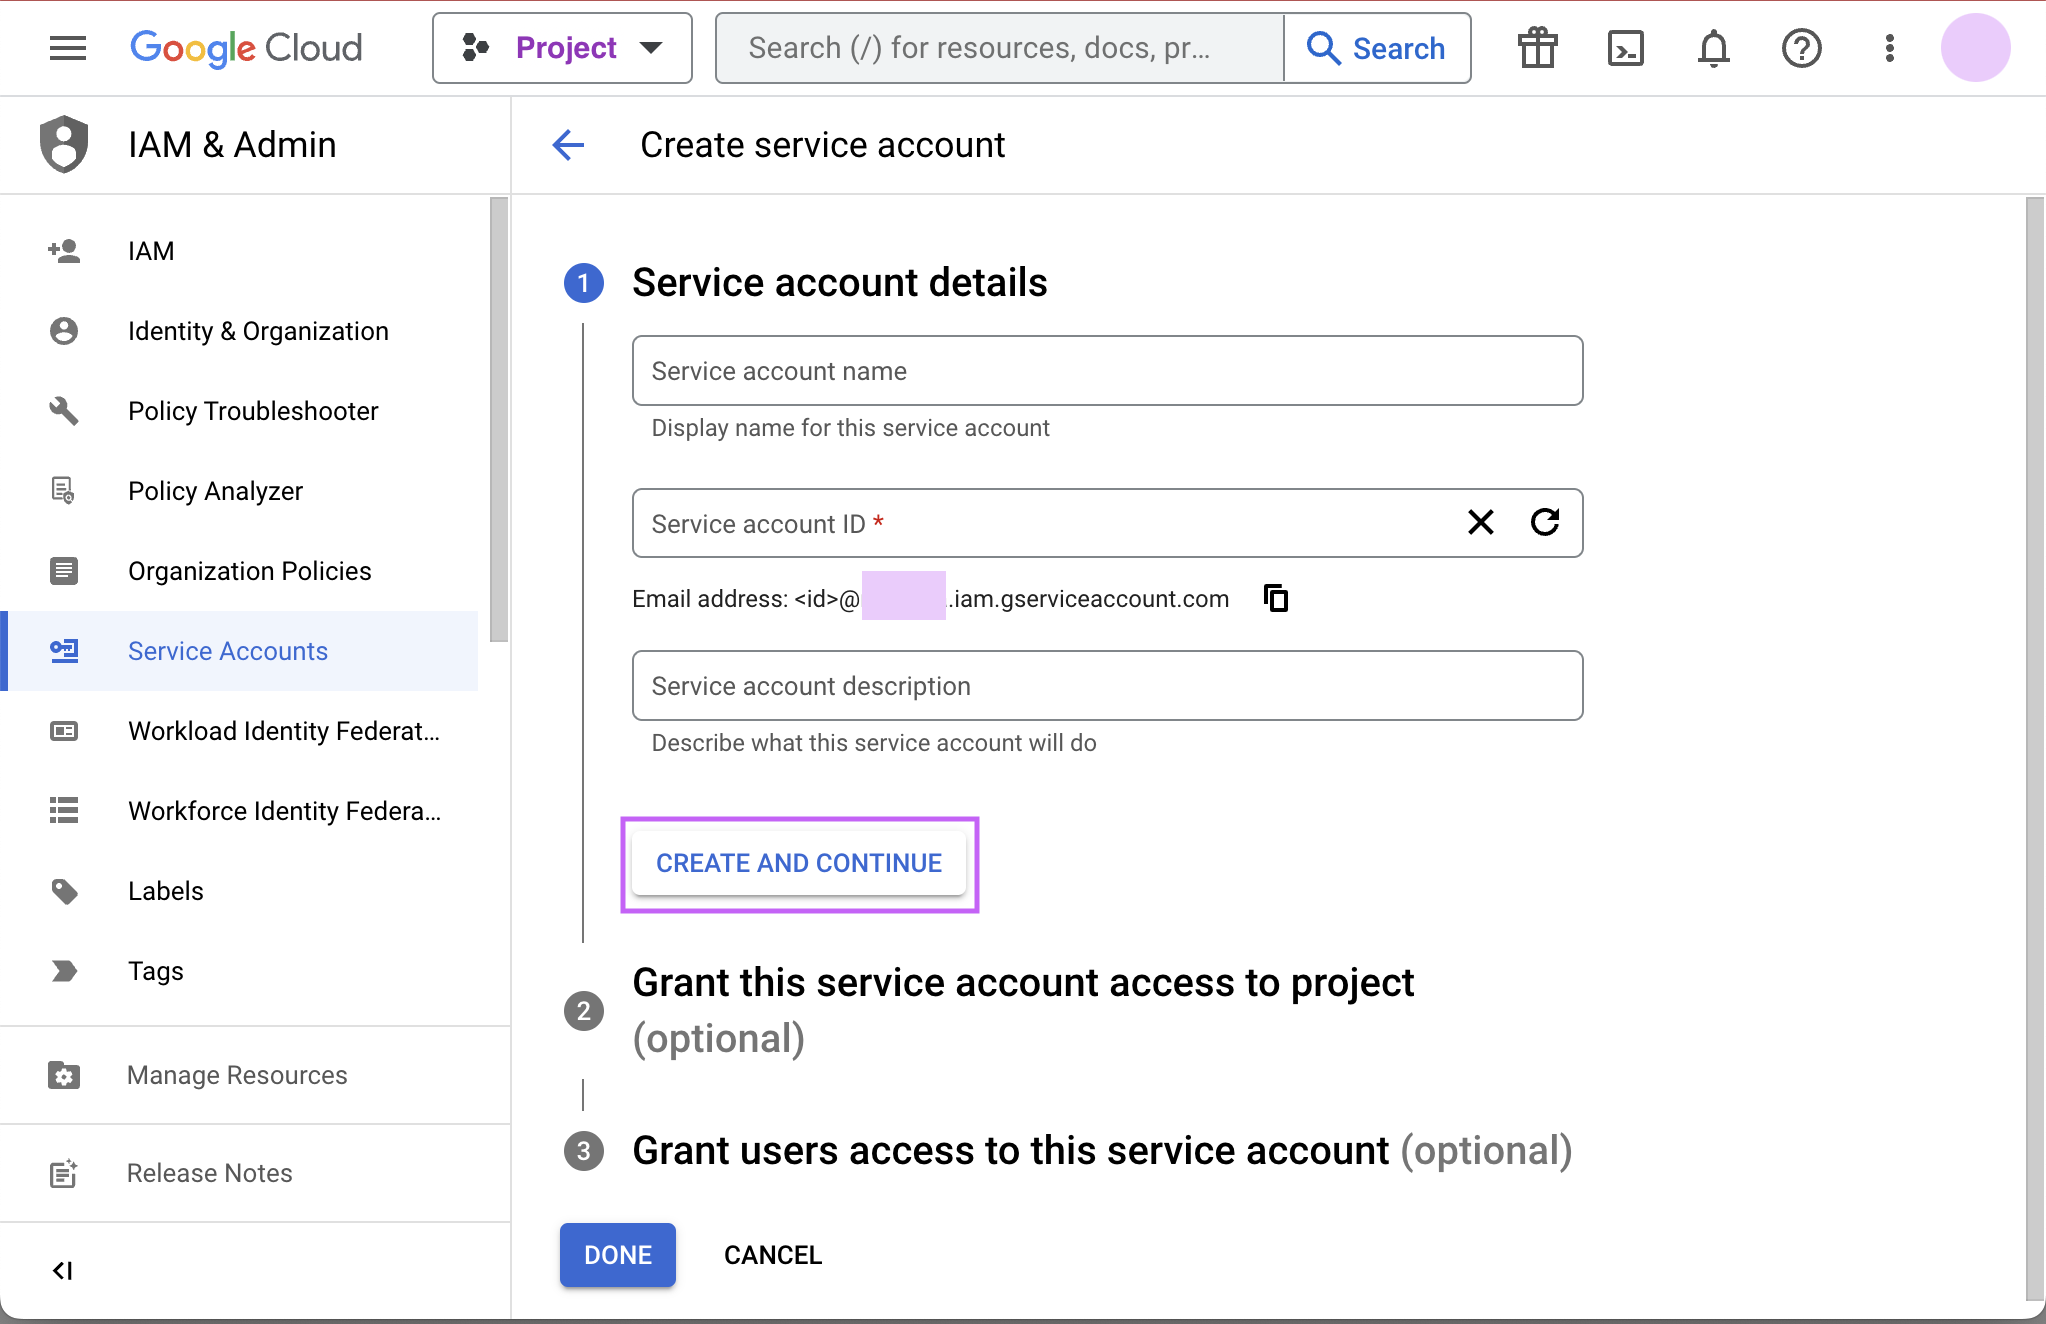 Google Cloud
Project
Search (/) for resources, docs, pr...
Search
IAM & Admin
Create service account
IAM
Identity & Organization
Policy Troubleshooter
Policy Analyzer
Organization Policies
Service Accounts
Workload Identity Federat...
Workforce Identity Federa...
Labels
Tags
Manage Resources
Release Notes
1 Service account details
Service account name
Display name for this service account
Service account ID *
Email address: <id>@ .iam.gserviceaccount.com
Service account description
Describe what this service account will do
CREATE AND CONTINUE
2 Grant this service account access to project
(optional)
3 Grant users access to this service account (optional)
DONE
CANCEL